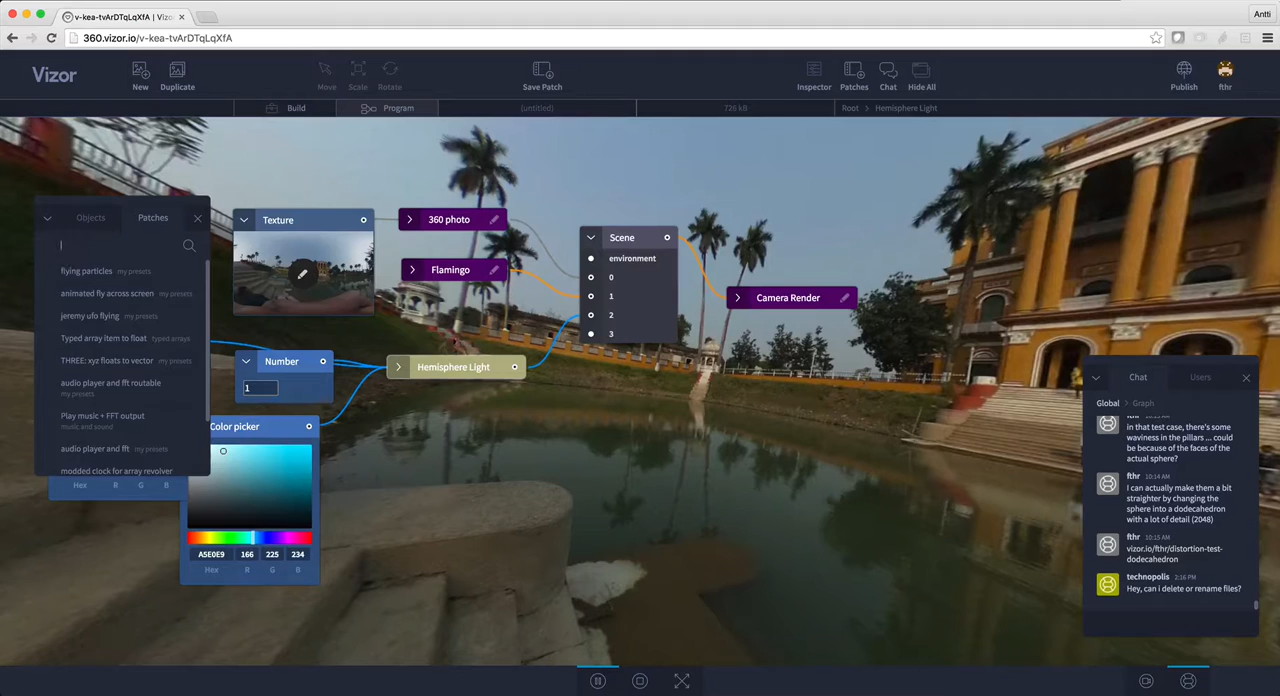 v-kea-tvArDTqLqXfA | Vizor
Antti
360.vizor.io/v-kea-tvArDTqLqXfA
Vizor
New
Duplicate
Move
Scale
Rotate
Save Patch
Inspector
Patches
Chat
Hide All
Publish
fthr
Build
Program
(untitled)
726 kB
Root > Hemisphere Light
Objects
Patches
flying particles my presets
animated fly across screen my presets
jeremy ufo flying my presets
Typed array item to float typed arrays
THREE: xyz floats to vector my presets
audio player and fft routable
my presets
Play music + FFT output
music and sound
audio player and fft my presets
modded clock for array revolver
Hex R G B
Texture
360 photo
Flamingo
Scene
environment
0
1
2
3
Camera Render
Number
1
Hemisphere Light
Color picker
A5E0E9 166 225 234
Hex R G B
Chat
Users
Global > Graph
in that test case, there's some
waviness in the pillars ... could
be because of the faces of the
actual sphere?
fthr 10:14 AM
I can actually make them a bit
straighter by changing the
sphere into a dodecahedron
with a lot of detail (2048)
fthr 10:15 AM
vizor.io/fthr/distortion-test-
dodecahedron
technopolis 2:16 PM
Hey, can i delete or rename files?